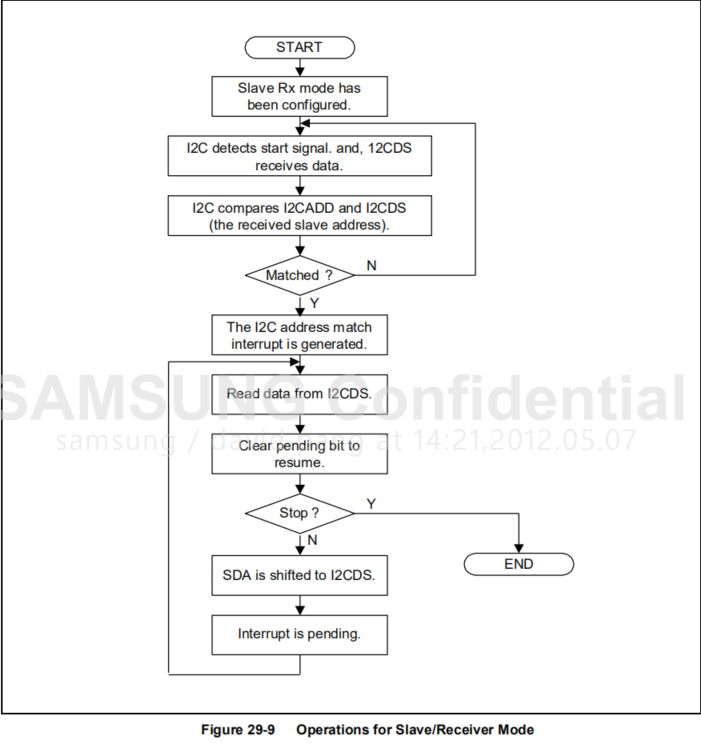 START
Slave Rx mode has
been configured.
I2C detects start signal. and, 12CDS
receives data.
I2C compares I2CADD and I2CDS
(the received slave address).
Matched ?
N
Y
The I2C address match
interrupt is generated.
SAMSUNG Confidential
Read data from I2CDS.
samsung / david.pang at 14:21,2012.05.07
Clear pending bit to
resume.
Stop ?
Y
N
END
SDA is shifted to I2CDS.
Interrupt is pending.
Figure 29-9 Operations for Slave/Receiver Mode